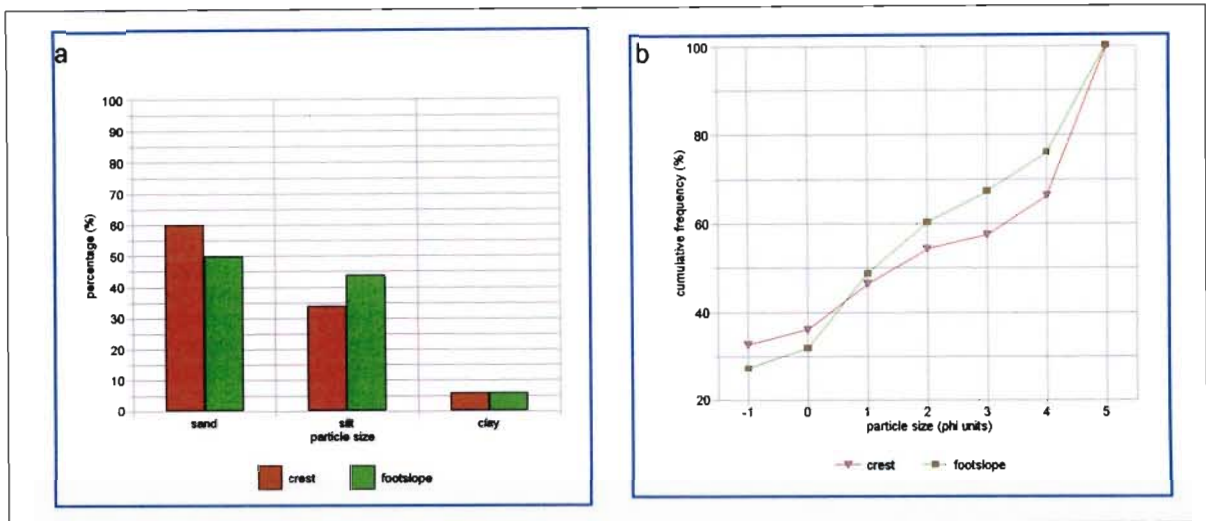 a
percentage (%)
100
90
80
70
60
50
40
30
20
10
0
sand
silt
clay
particle size
crest
footslope
b
cumulative frequency (%)
100
80
60
40
20
-1
0
1
2
3
4
5
particle size (phi units)
crest
footslope